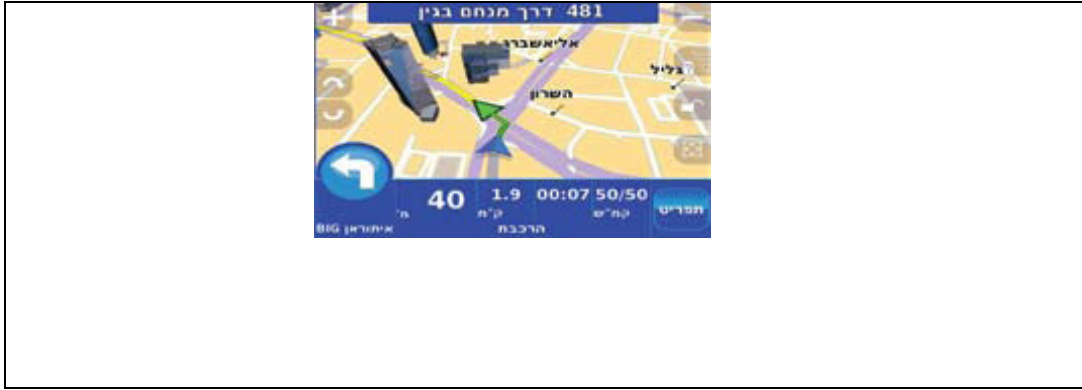 481 דרך מנחם בגין
אליאשברג
גליל
השרון
40 מ'
1.9 ק"מ
00:07
50/50 קמ"ש
תפריט
איתוראן BIG
הרכבת